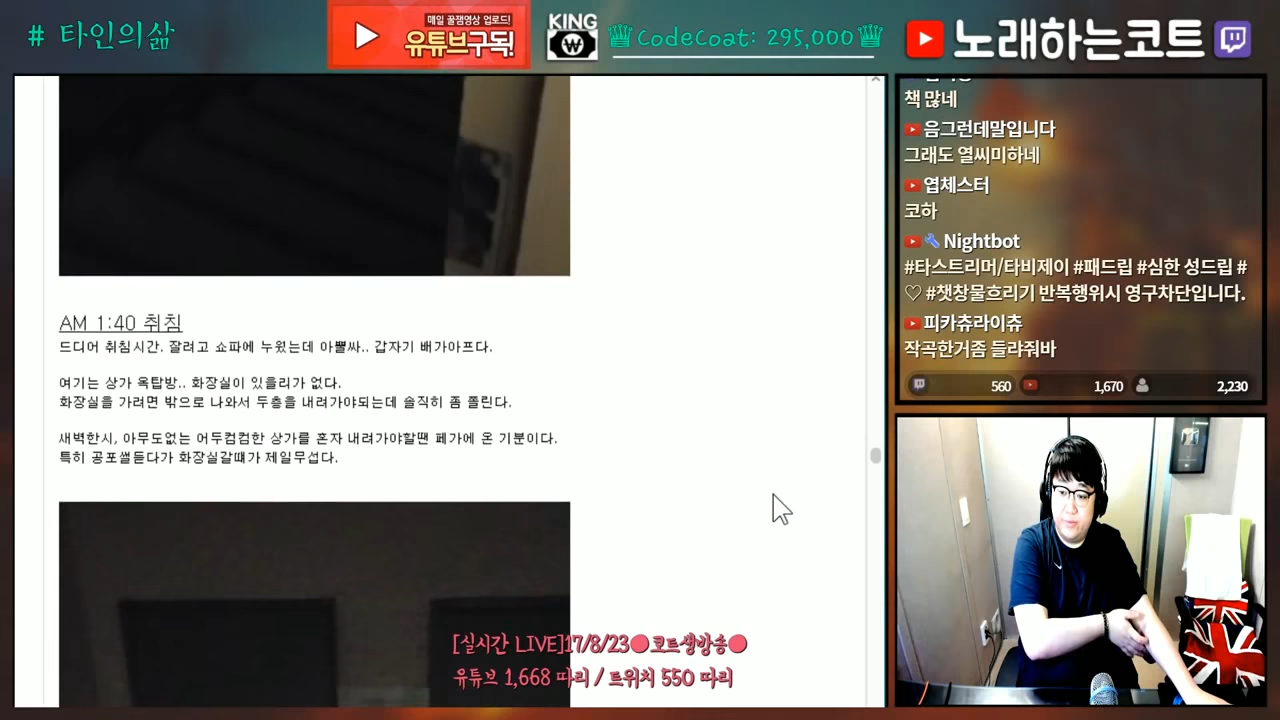 # 타인의삶
매일 꿀잼영상 업로드!
유튜브구독!
KING
CodeCoat: 295,000
노래하는코트
책 많네
음그런데말입니다
그래도 열씨미하네
엽체스터
코하
Nightbot
#타스트리머/타비제이 #패드립 #심한 성드립 #
♡ #챗창물흐리기 반복행위시 영구차단입니다.
피카츄라이츄
작곡한거좀 들랴줘바
560 1,670 2,230
AM 1:40 취침
드디어 취침시간. 잘려고 쇼파에 누웠는데 아뿔싸.. 갑자기 배가아프다.
여기는 상가 옥탑방.. 화장실이 있을리가 없다.
화장실을 가려면 밖으로 나와서 두층을 내려가야되는데 솔직히 좀 쫄린다.
새벽한시, 아무도없는 어두컴컴한 상가를 혼자 내려가야할땐 폐가에 온 기분이다.
특히 공포썰듣다가 화장실갈떄가 제일무섭다.
[실시간 LIVE]17/8/23●코트생방송●
유튜브 1,668 따리 / 트위치 550 따리